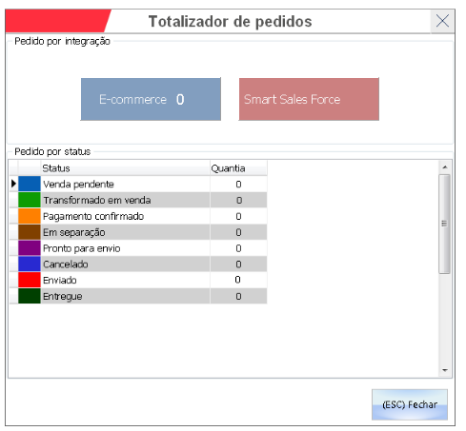 Totalizador de pedidos
Pedido por integração
E-commerce 0
Smart Sales Force
Pedido por status
Status Quantia
Venda pendente 0
Transformado em venda 0
Pagamento confirmado 0
Em separação 0
Pronto para envio 0
Cancelado 0
Enviado 0
Entregue 0
(ESC) Fechar